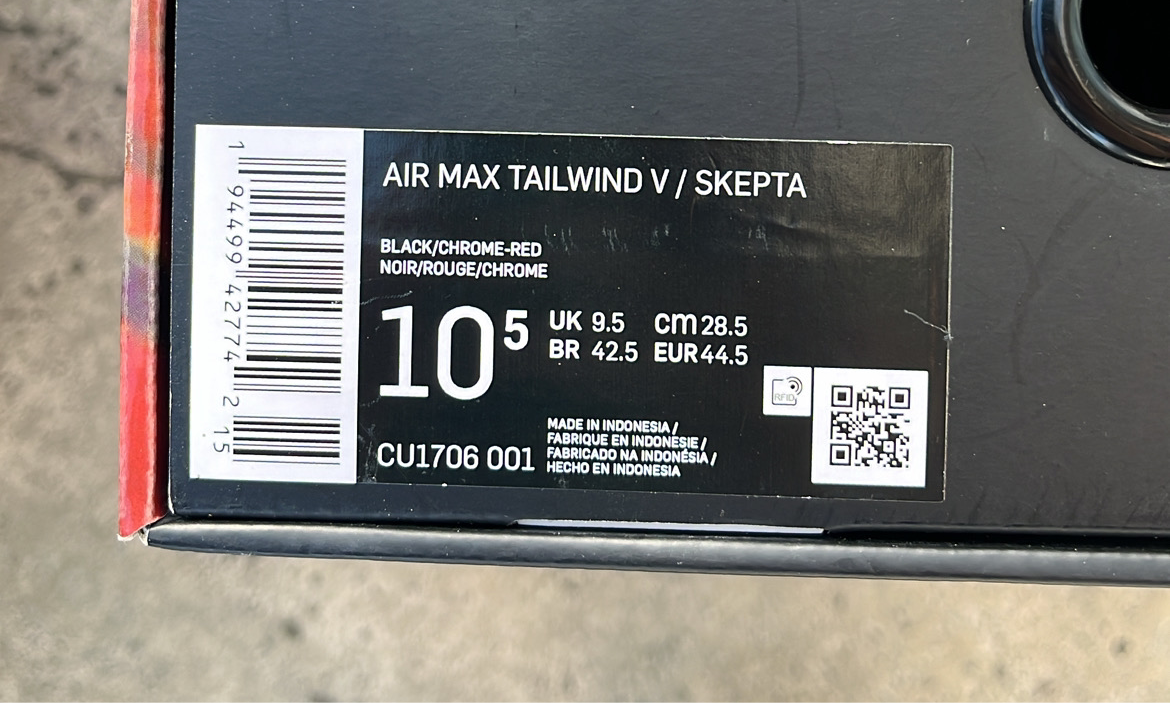 AIR MAX TAILWIND V / SKEPTA
BLACK/CHROME-RED
NOIR/ROUGE/CHROME
10 5
UK 9.5 cm 28.5
BR 42.5 EUR 44.5
CU1706 001
MADE IN INDONESIA /
FABRIQUE EN INDONESIE /
FABRICADO NA INDONÉSIA /
HECHO EN INDONESIA
RFID
1 94499 42774 2 15